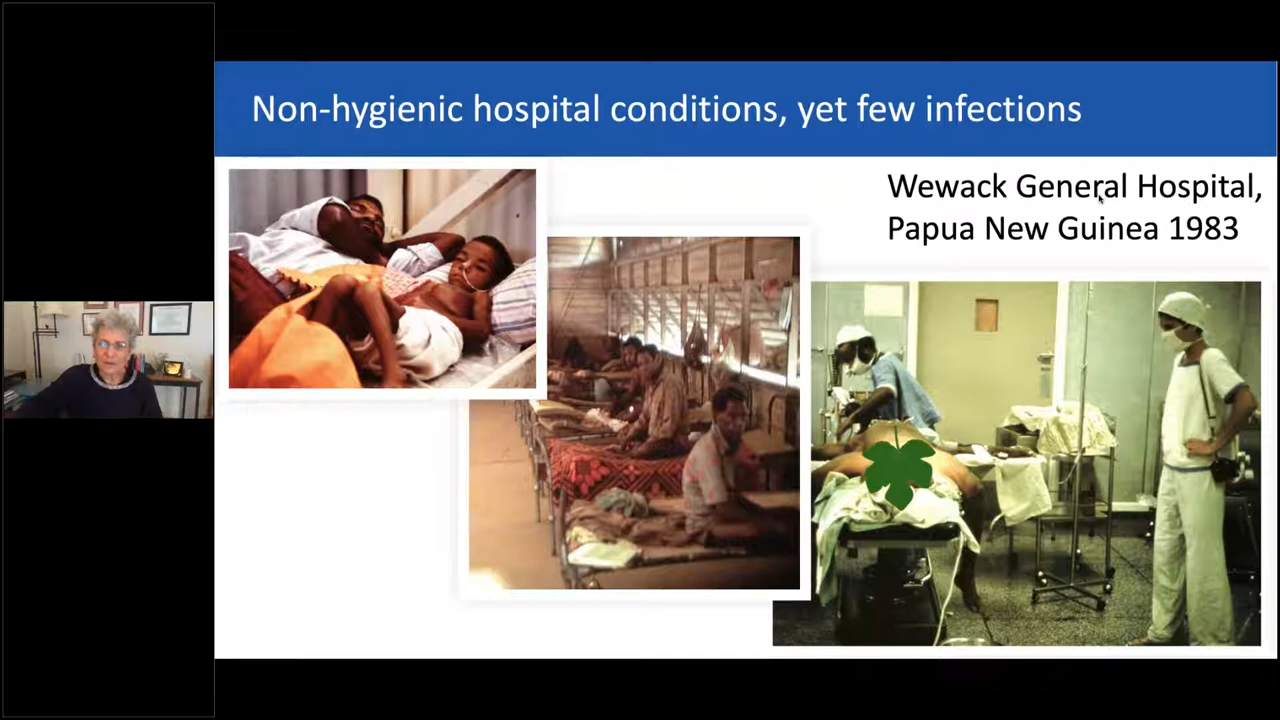 Non-hygienic hospital conditions, yet few infections
Wewack General Hospital,
Papua New Guinea 1983